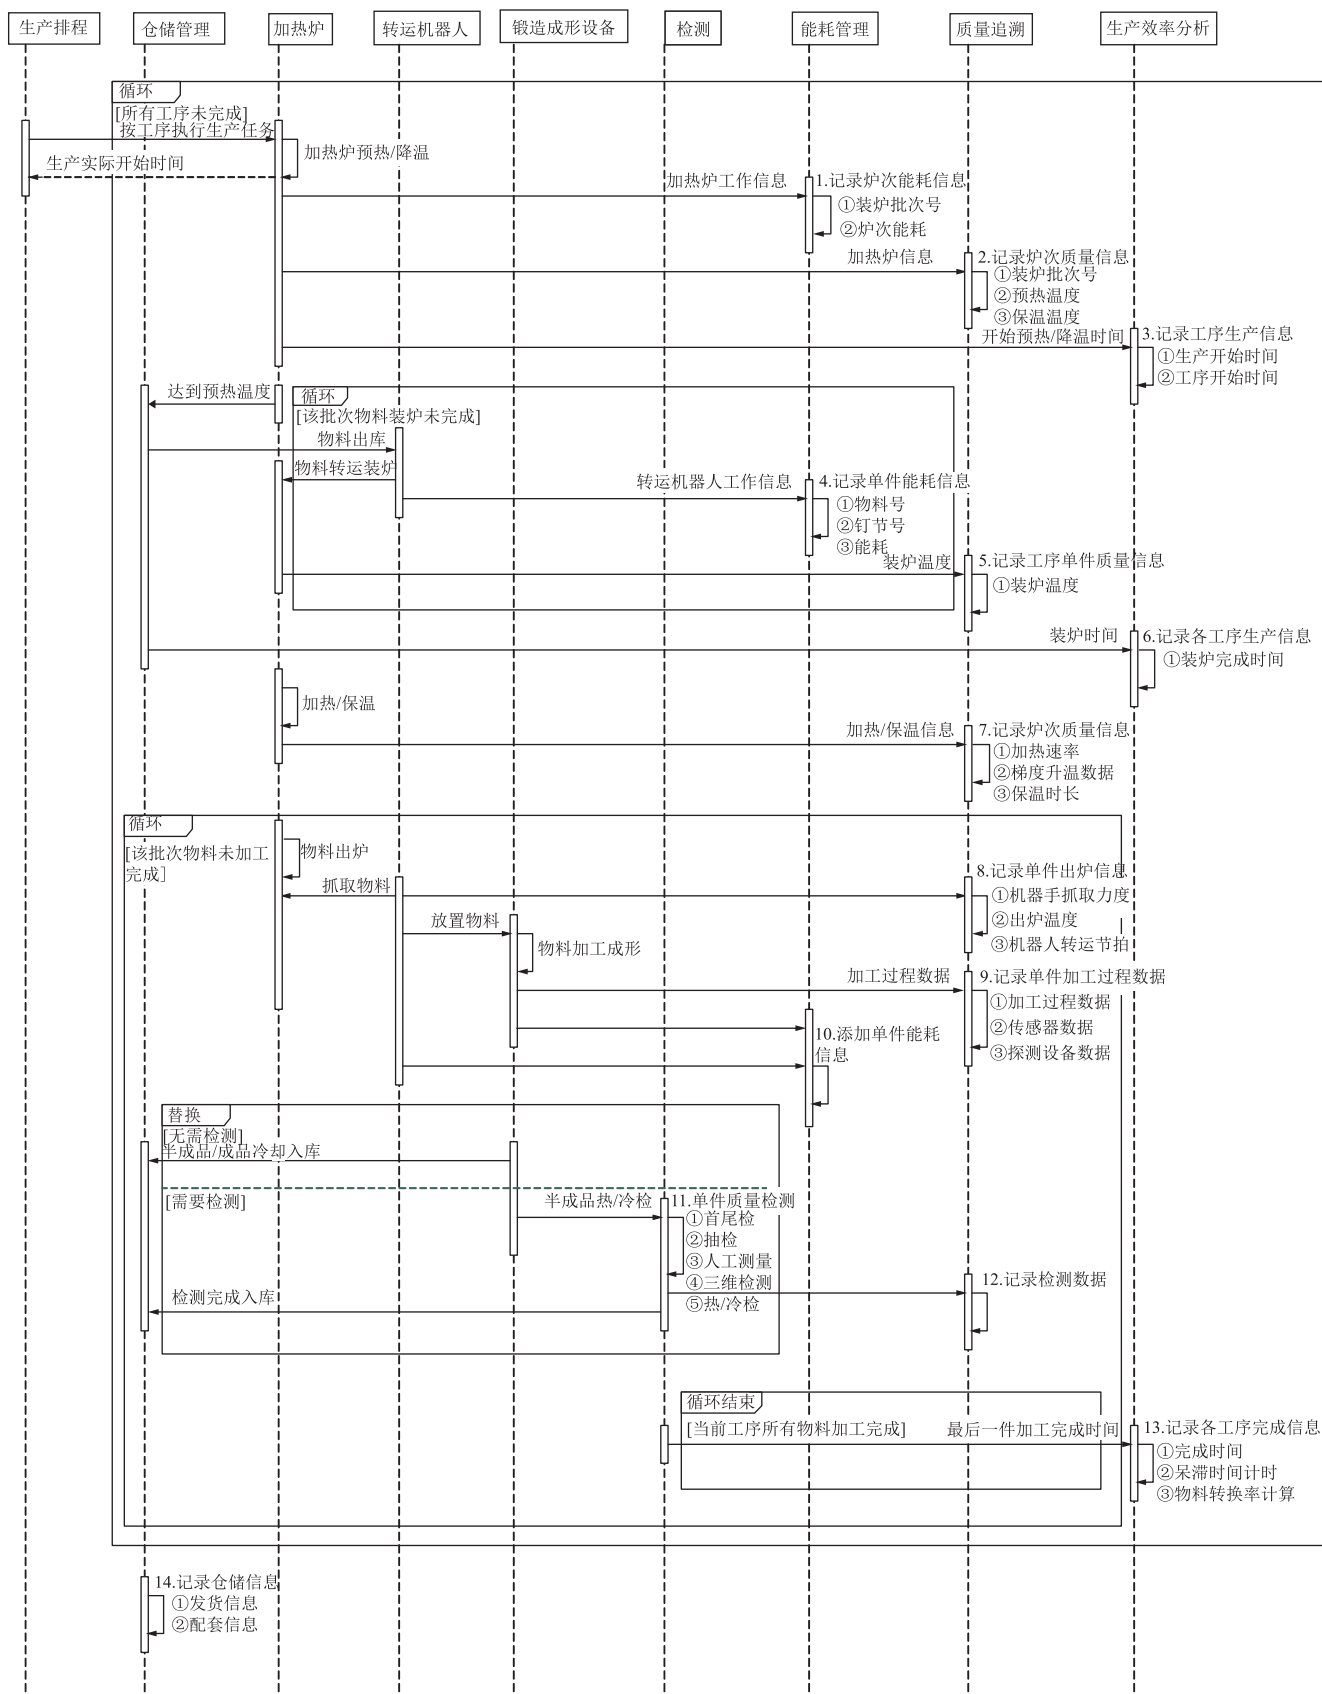 生产排程
仓储管理
加热炉
转运机器人
锻造成形设备
检测
能耗管理
质量追溯
生产效率分析
循环
[所有工序未完成]
按工序执行生产任务
加热炉预热/降温
生产实际开始时间
加热炉工作信息
1.记录炉次能耗信息
①装炉批次号
②炉次能耗
加热炉信息
2.记录炉次质量信息
①装炉批次号
②预热温度
③保温温度
开始预热/降温时间
3.记录工序生产信息
①生产开始时间
②工序开始时间
达到预热温度
循环
[该批次物料装炉未完成]
物料出库
物料转运装炉
转运机器人工作信息
4.记录单件能耗信息
①物料号
②钉节号
③能耗
装炉温度
5.记录工序单件质量信息
①装炉温度
装炉时间
6.记录各工序生产信息
①装炉完成时间
加热/保温
加热/保温信息
7.记录炉次质量信息
①加热速率
②梯度升温数据
③保温时长
循环
[该批次物料未加工
完成]
物料出炉
抓取物料
8.记录单件出炉信息
①机器手抓取力度
②出炉温度
③机器人转运节拍
放置物料
物料加工成形
加工过程数据
9.记录单件加工过程数据
①加工过程数据
②传感器数据
③探测设备数据
10.添加单件能耗
信息
替换
[无需检测]
半成品/成品冷却入库
[需要检测]
半成品热/冷检
11.单件质量检测
①首尾检
②抽检
③人工测量
④三维检测
⑤热/冷检
12.记录检测数据
检测完成入库
循环结束
[当前工序所有物料加工完成]
最后一件加工完成时间
13.记录各工序完成信息
①完成时间
②呆滞时间计时
③物料转换率计算
14.记录仓储信息
①发货信息
②配套信息